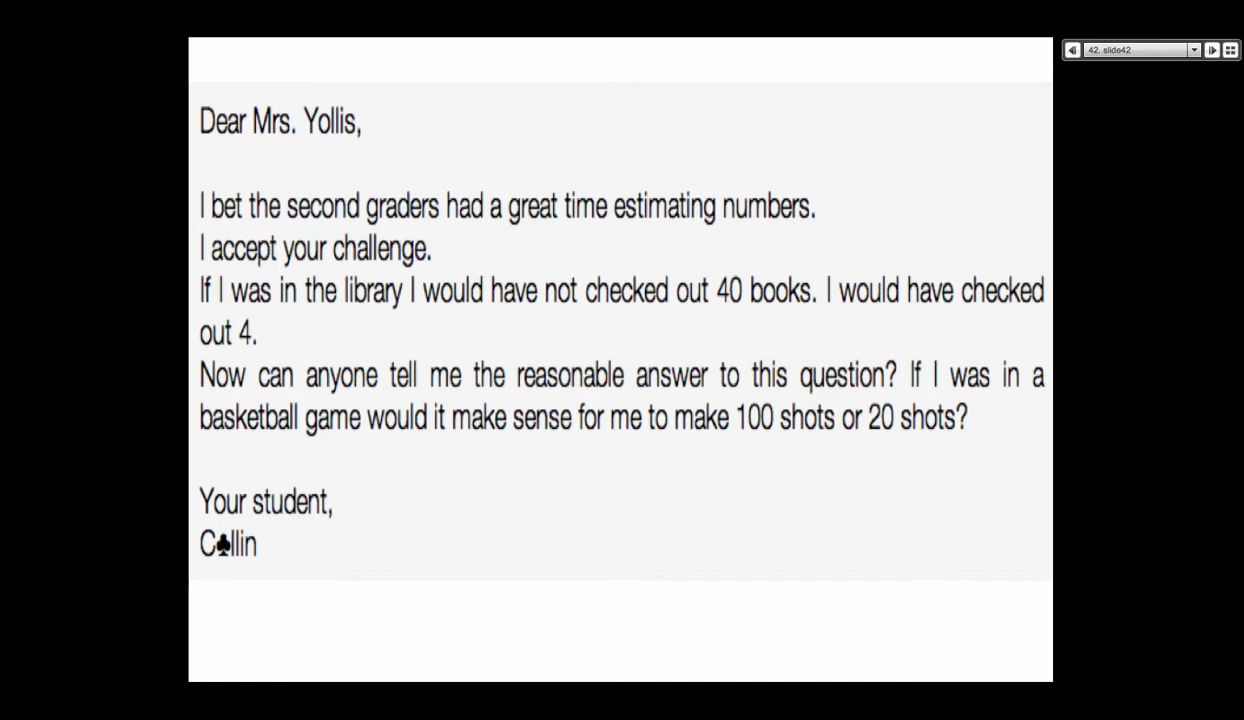 42. slide42
Dear Mrs. Yollis,
I bet the second graders had a great time estimating numbers.
I accept your challenge.
If I was in the library I would have not checked out 40 books. I would have checked
out 4.
Now can anyone tell me the reasonable answer to this question? If I was in a
basketball game would it make sense for me to make 100 shots or 20 shots?
Your student,
C♣llin